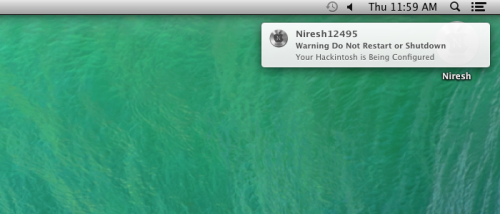 Thu 11:59 AM
Niresh12495
Warning Do Not Restart or Shutdown
Your Hackintosh is Being Configured
Niresh